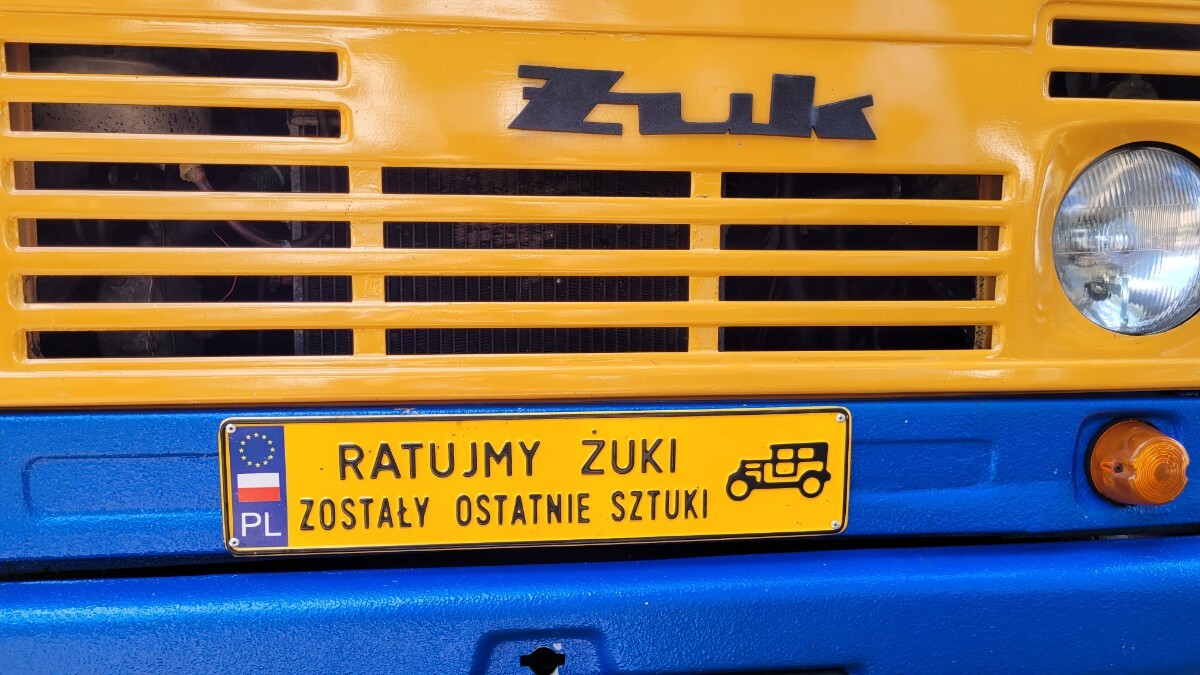 Żuk
RATUJMY ŻUKI
ZOSTAŁY OSTATNIE SZTUKI
PL